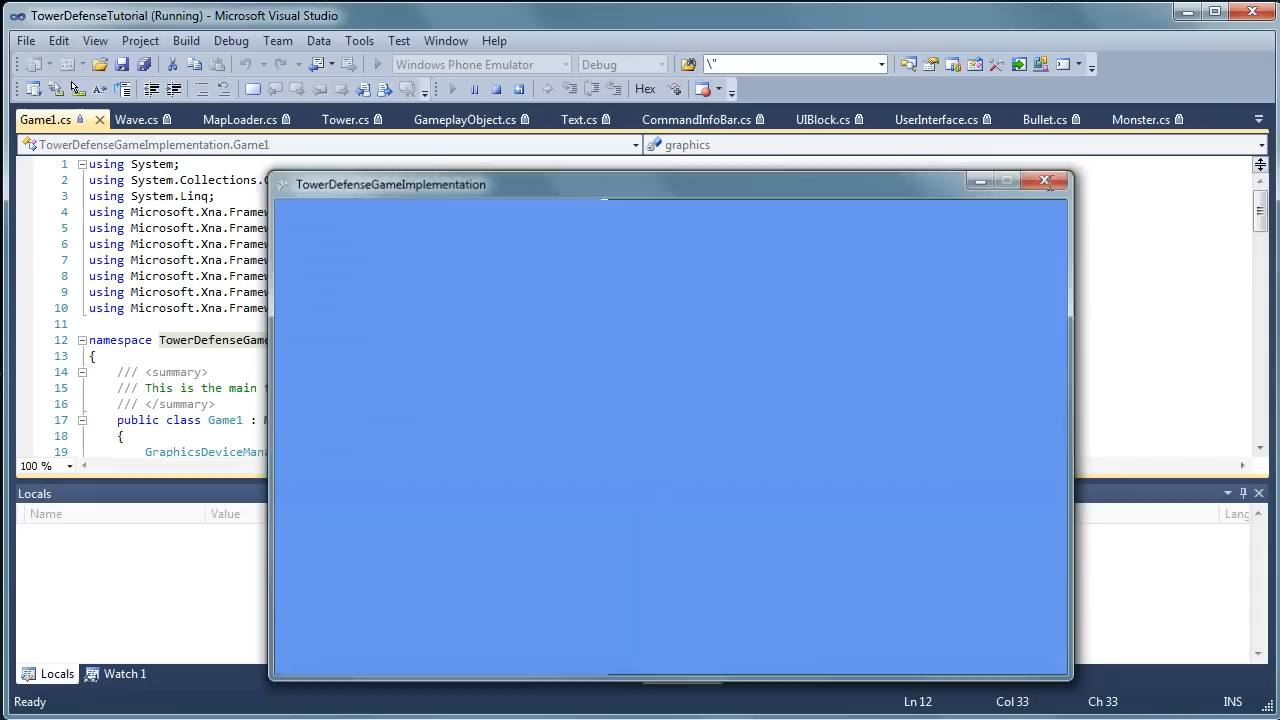 TowerDefenseTutorial (Running) - Microsoft Visual Studio
File Edit View Project Build Debug Team Data Tools Test Window Help
Windows Phone Emulator Debug \"
Hex
Game1.cs Wave.cs MapLoader.cs Tower.cs GameplayObject.cs Text.cs CommandInfoBar.cs UIBlock.cs UserInterface.cs Bullet.cs Monster.cs
TowerDefenseGameImplementation.Game1 graphics
1 using System;
2 using System.Collections.
3 using System.Linq;
TowerDefenseGameImplementation
4 using Microsoft.Xna.Framew
5 using Microsoft.Xna.Framew
6 using Microsoft.Xna.Framew
7 using Microsoft.Xna.Framew
8 using Microsoft.Xna.Framew
9 using Microsoft.Xna.Framew
10 using Microsoft.Xna.Framew
11
12 namespace TowerDefenseGame
13 {
14 /// <summary>
15 /// This is the main
16 /// </summary>
17 public class Game1 :
18 {
19 GraphicsDeviceMana
100 %
Locals
Name Value Lang
Locals Watch 1
Ready Ln 12 Col 33 Ch 33 INS